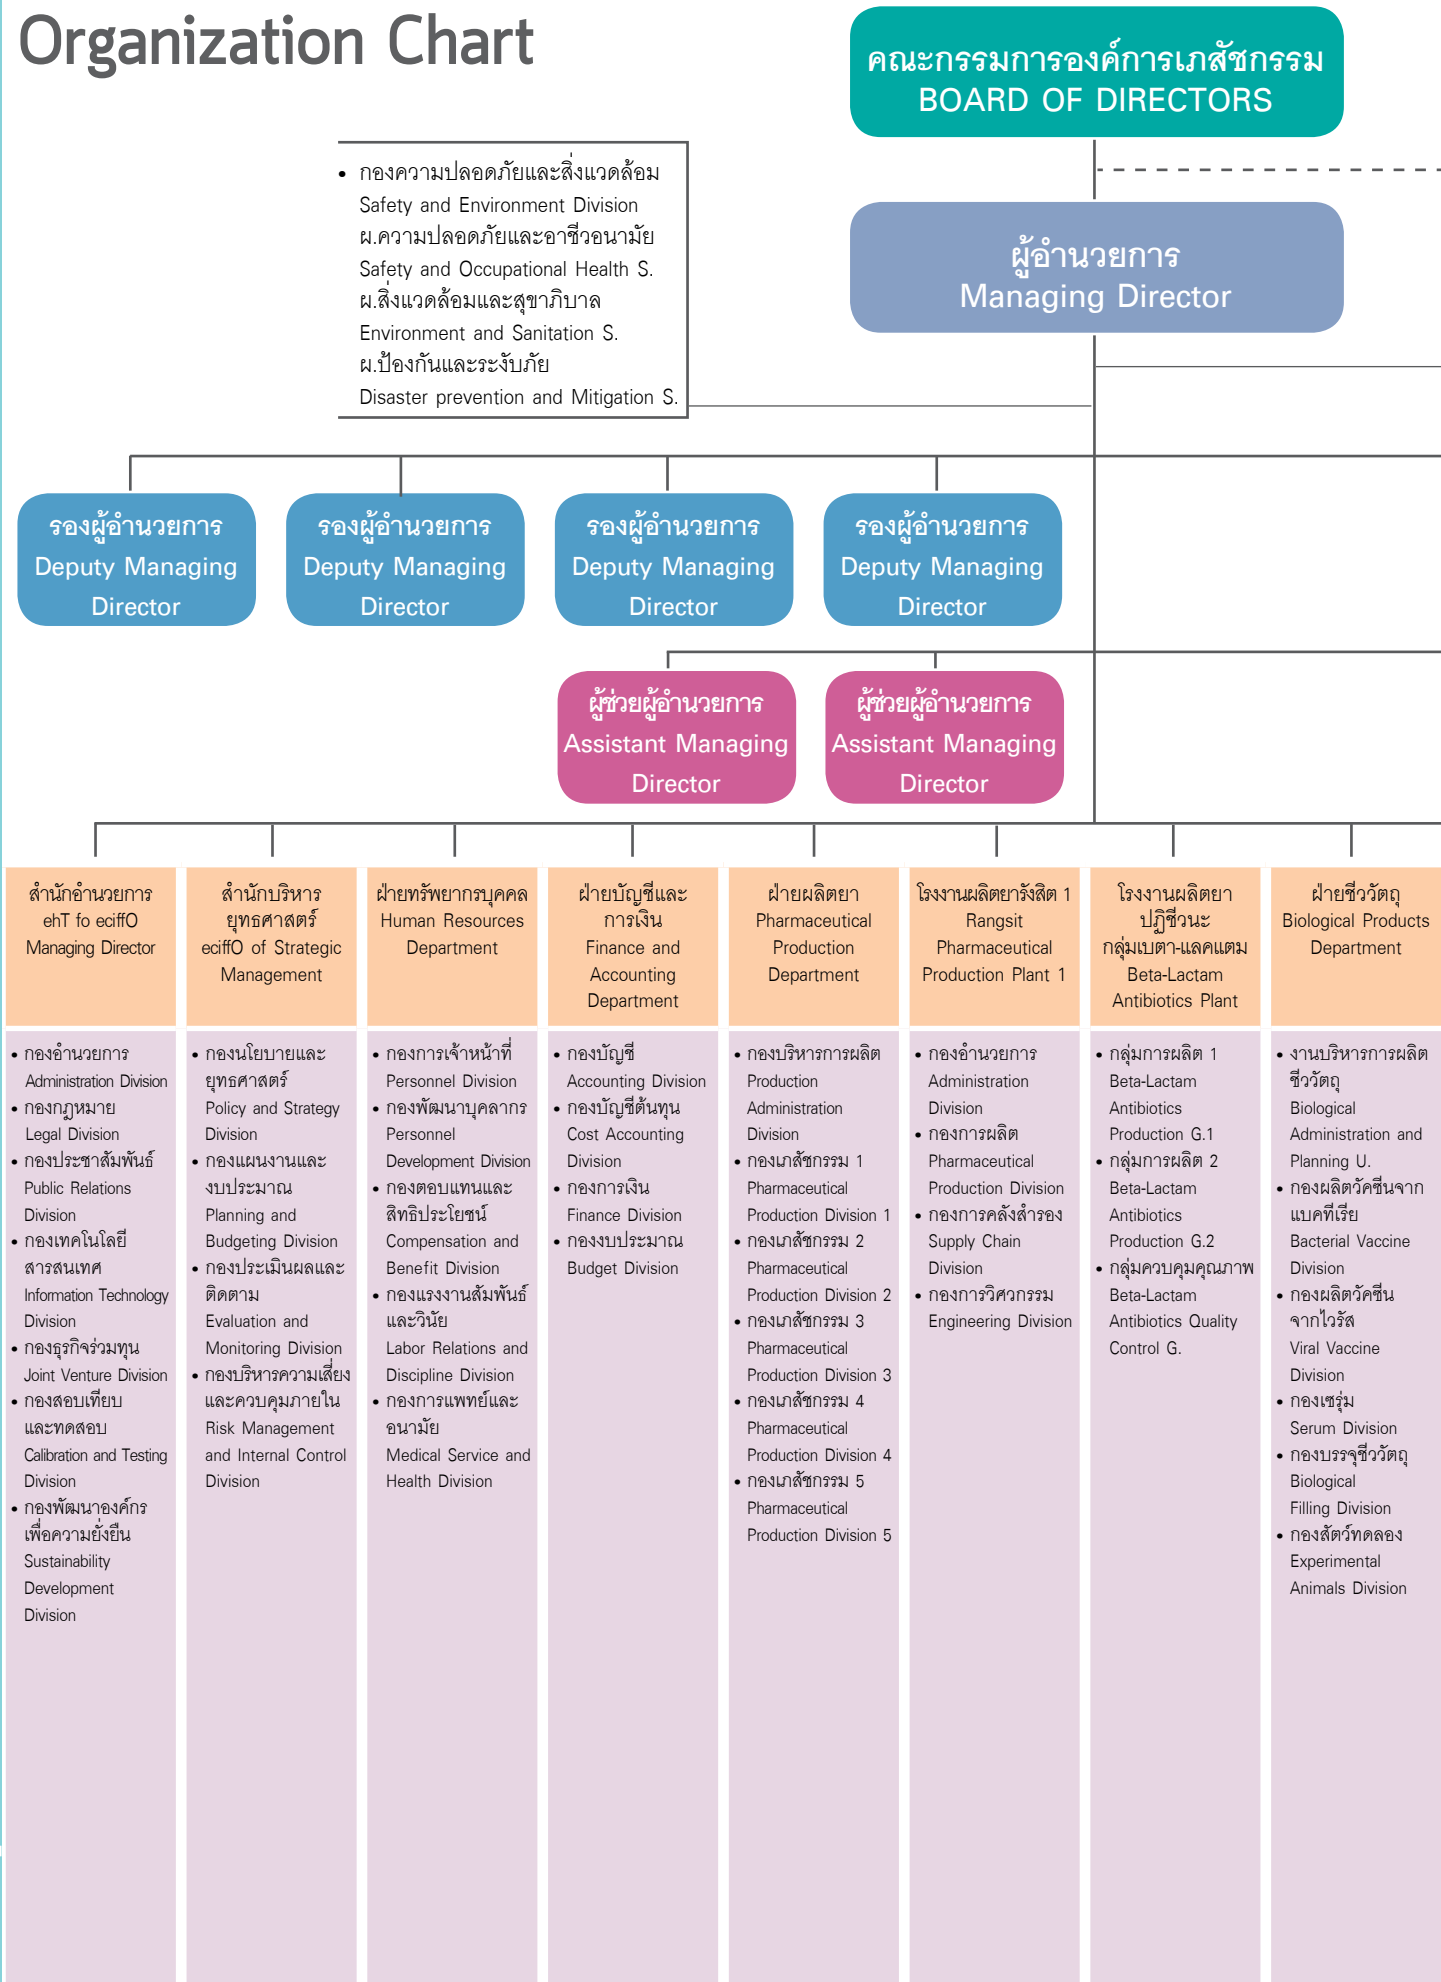 Organization Chart
คณะกรรมการองค์การเภสัชกรรม
BOARD OF DIRECTORS
• กองความปลอดภัยและสิ่งแวดล้อม
Safety and Environment Division
ผ.ความปลอดภัยและอาชีวอนามัย
Safety and Occupational Health S.
ผ.สิ่งแวดล้อมและสุขาภิบาล
Environment and Sanitation S.
ผ.ป้องกันและระงับภัย
Disaster prevention and Mitigation S.
ผู้อำนวยการ
Managing Director
รองผู้อำนวยการ
Deputy Managing
Director
รองผู้อำนวยการ
Deputy Managing
Director
รองผู้อำนวยการ
Deputy Managing
Director
รองผู้อำนวยการ
Deputy Managing
Director
ผู้ช่วยผู้อำนวยการ
Assistant Managing
Director
ผู้ช่วยผู้อำนวยการ
Assistant Managing
Director
สำนักอำนวยการ
ehT fo eciffO
Managing Director
• กองอำนวยการ
Administration Division
• กองกฎหมาย
Legal Division
• กองประชาสัมพันธ์
Public Relations
Division
• กองเทคโนโลยี
สารสนเทศ
Information Technology
Division
• กองธุรกิจร่วมทุน
Joint Venture Division
• กองสอบเทียบ
และทดสอบ
Calibration and Testing
Division
• กองพัฒนาองค์กร
เพื่อความยั่งยืน
Sustainability
Development
Division
สำนักบริหาร
ยุทธศาสตร์
eciffO of Strategic
Management
• กองนโยบายและ
ยุทธศาสตร์
Policy and Strategy
Division
• กองแผนงานและ
งบประมาณ
Planning and
Budgeting Division
• กองประเมินผลและ
ติดตาม
Evaluation and
Monitoring Division
• กองบริหารความเสี่ยง
และควบคุมภายใน
Risk Management
and Internal Control
Division
ฝ่ายทรัพยากรบุคคล
Human Resources
Department
• กองการเจ้าหน้าที่
Personnel Division
• กองพัฒนาบุคลากร
Personnel
Development Division
• กองตอบแทนและ
สิทธิประโยชน์
Compensation and
Benefit Division
• กองแรงงานสัมพันธ์
และวินัย
Labor Relations and
Discipline Division
• กองการแพทย์และ
อนามัย
Medical Service and
Health Division
ฝ่ายบัญชีและ
การเงิน
Finance and
Accounting
Department
• กองบัญชี
Accounting Division
• กองบัญชีต้นทุน
Cost Accounting
Division
• กองการเงิน
Finance Division
• กองงบประมาณ
Budget Division
ฝ่ายผลิตยา
Pharmaceutical
Production
Department
• กองบริหารการผลิต
Production
Administration
Division
• กองเภสัชกรรม 1
Pharmaceutical
Production Division 1
• กองเภสัชกรรม 2
Pharmaceutical
Production Division 2
• กองเภสัชกรรม 3
Pharmaceutical
Production Division 3
• กองเภสัชกรรม 4
Pharmaceutical
Production Division 4
• กองเภสัชกรรม 5
Pharmaceutical
Production Division 5
โรงงานผลิตยารังสิต 1
Rangsit
Pharmaceutical
Production Plant 1
• กองอำนวยการ
Administration
Division
• กองการผลิต
Pharmaceutical
Production Division
• กองการคลังสำรอง
Supply Chain
Division
• กองการวิศวกรรม
Engineering Division
โรงงานผลิตยา
ปฏิชีวนะ
กลุ่มเบตา-แลคแตม
Beta-Lactam
Antibiotics Plant
• กลุ่มการผลิต 1
Beta-Lactam
Antibiotics
Production G.1
• กลุ่มการผลิต 2
Beta-Lactam
Antibiotics
Production G.2
• กลุ่มควบคุมคุณภาพ
Beta-Lactam
Antibiotics Quality
Control G.
ฝ่ายชีววัตถุ
Biological Products
Department
• งานบริหารการผลิต
ชีววัตถุ
Biological
Administration and
Planning U.
• กองผลิตวัคซีนจาก
แบคทีเรีย
Bacterial Vaccine
Division
• กองผลิตวัคซีน
จากไวรัส
Viral Vaccine
Division
• กองเซรุ่ม
Serum Division
• กองบรรจุชีววัตถุ
Biological
Filling Division
• กองสัตว์ทดลอง
Experimental
Animals Division